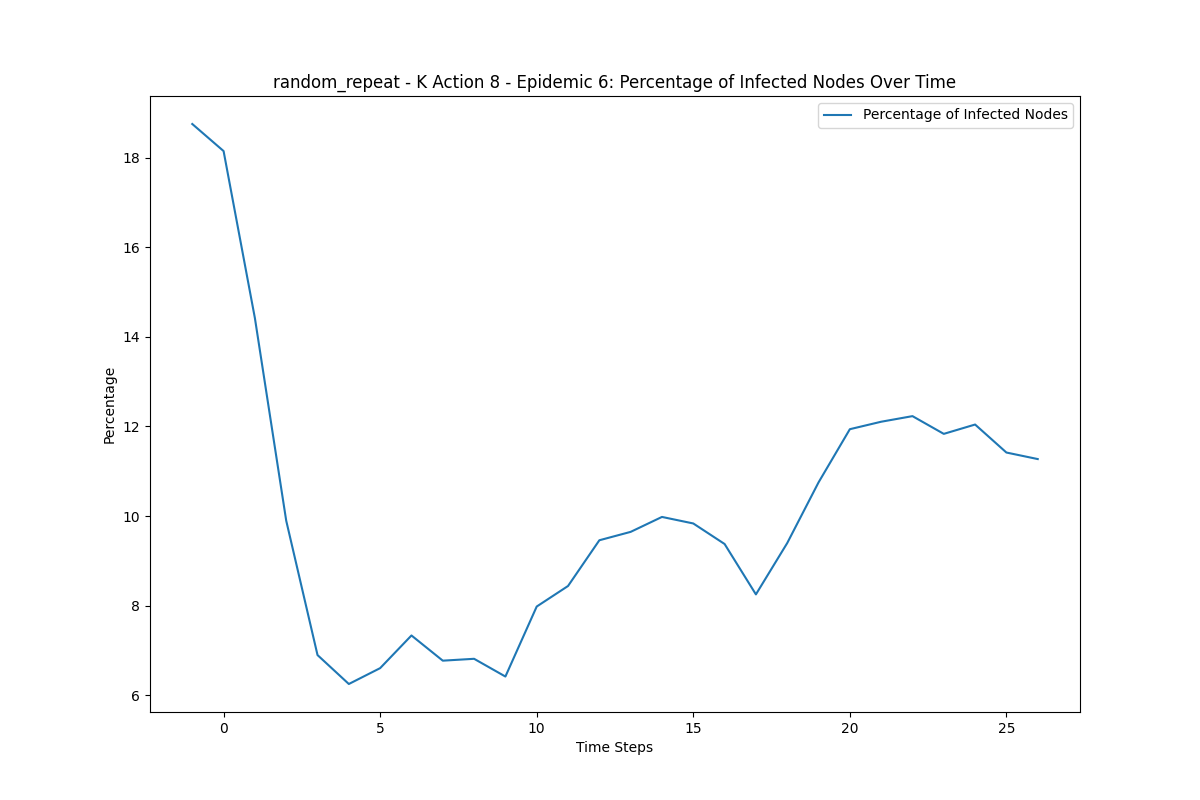 random_repeat - K Action 8 - Epidemic 6: Percentage of Infected Nodes Over Time
Percentage of Infected Nodes
18
16
14
12
10
8
6
Percentage
0 5 10 15 20 25
Time Steps